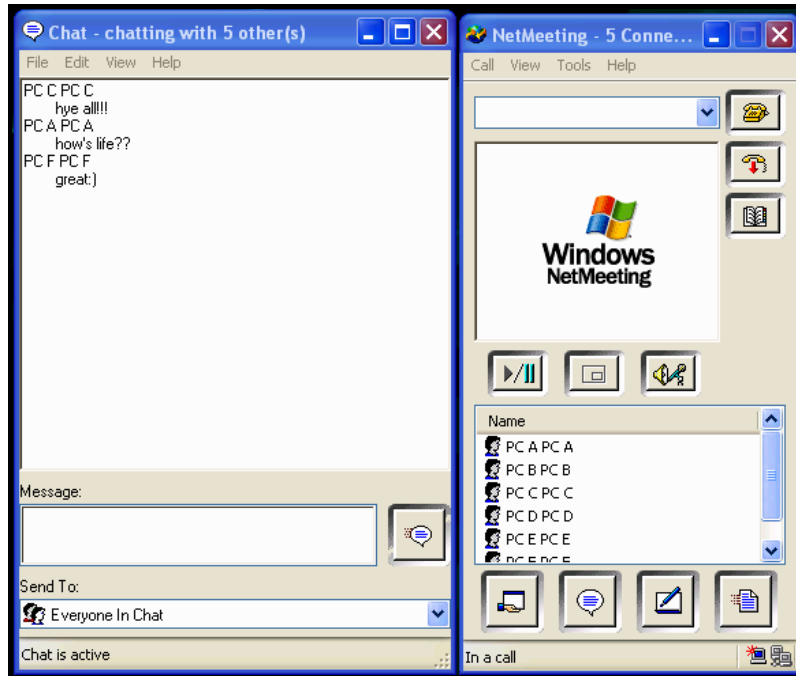 Chat - chatting with 5 other(s)
File Edit View Help
PC C PC C
hye all!!!
PC A PC A
how's life??
PC F PC F
great:)
Message:
Send To:
Everyone In Chat
Chat is active
NetMeeting - 5 Conne...
Call View Tools Help
Windows
NetMeeting
Name
PC A PC A
PC B PC B
PC C PC C
PC D PC D
PC E PC E
In a call